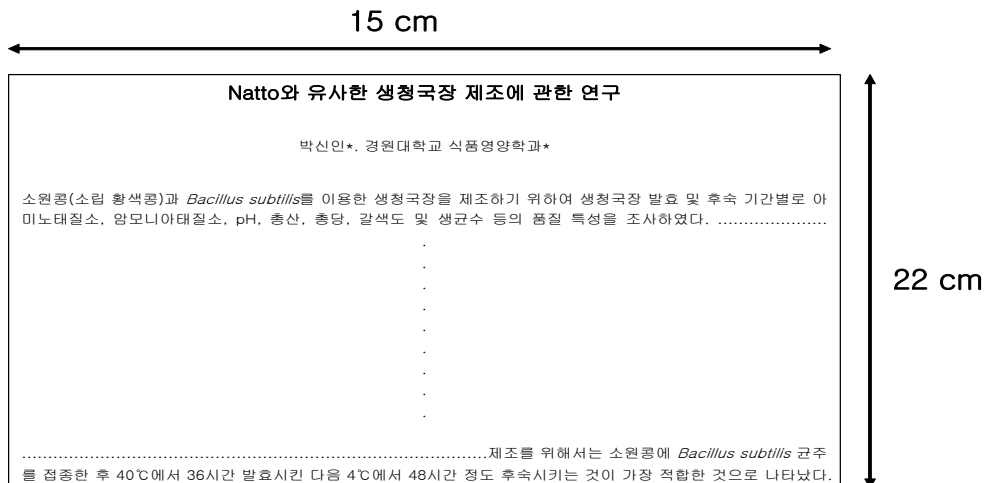 15 cm
Natto와 유사한 생청국장 제조에 관한 연구
박신인*. 경원대학교 식품영양학과*
소원콩(소립 황색콩)과 Bacillus subtilis를 이용한 생청국장을 제조하기 위하여 생청국장 발효 및 후숙 기간별로 아
미노태질소, 암모니아태질소, pH, 총산, 총당, 갈색도 및 생균수 등의 품질 특성을 조사하였다. .....................
.
.
.
.
.
.
.
.
.
22 cm
..........................................................................................제조를 위해서는 소원콩에 Bacillus subtilis 균주
를 접종한 후 40℃에서 36시간 발효시킨 다음 4℃에서 48시간 정도 후숙시키는 것이 가장 적합한 것으로 나타났다.